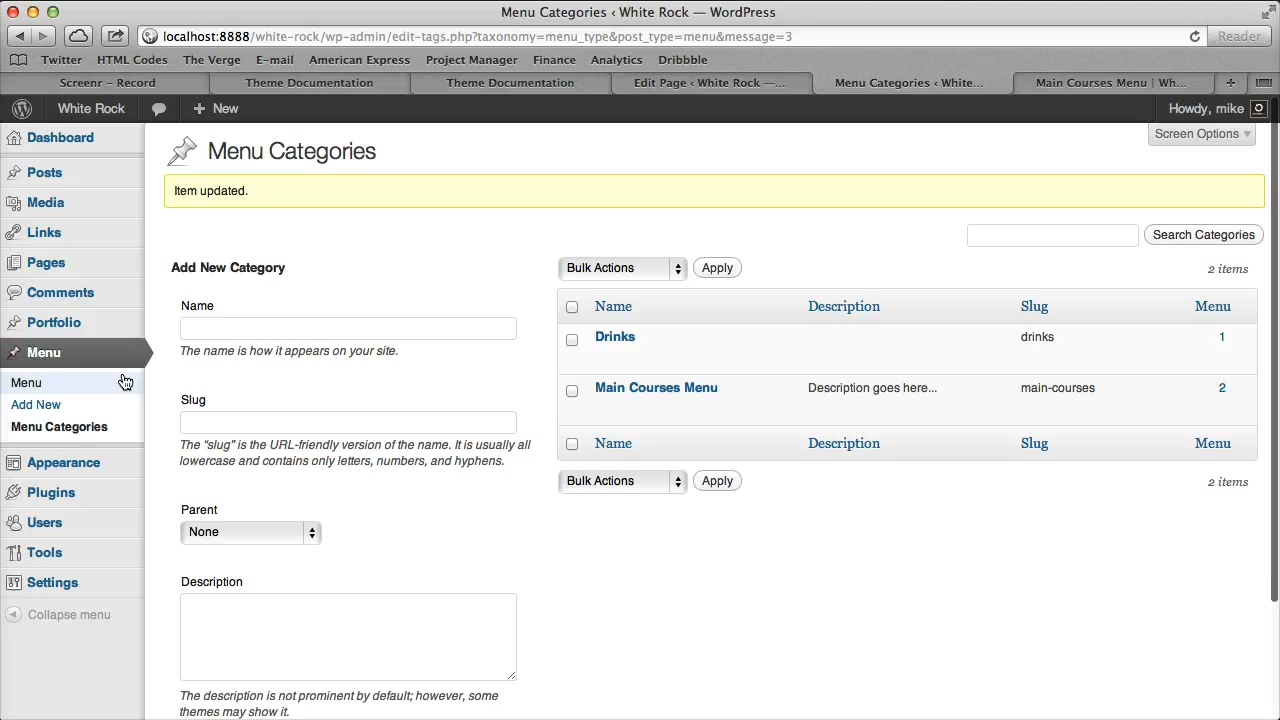 Menu Categories ‹ White Rock — WordPress
localhost:8888/white-rock/wp-admin/edit-tags.php?taxonomy=menu_type&post_type=menu&message=3
Reader
Twitter HTML Codes The Verge E-mail American Express Project Manager Finance Analytics Dribbble
Screenr – Record Theme Documentation Theme Documentation Edit Page ‹ White Rock —... Menu Categories ‹ White... Main Courses Menu | Wh...
White Rock + New Howdy, mike
Dashboard
Posts
Media
Links
Pages
Comments
Portfolio
Menu
Menu
Add New
Menu Categories
Appearance
Plugins
Users
Tools
Settings
Collapse menu
Screen Options
Menu Categories
Item updated.
Search Categories
Add New Category
Name
The name is how it appears on your site.
Slug
The “slug” is the URL-friendly version of the name. It is usually all
lowercase and contains only letters, numbers, and hyphens.
Parent
None
Description
The description is not prominent by default; however, some
themes may show it.
Bulk Actions Apply 2 items
Name Description Slug Menu
Drinks drinks 1
Main Courses Menu Description goes here... main-courses 2
Name Description Slug Menu
Bulk Actions Apply 2 items